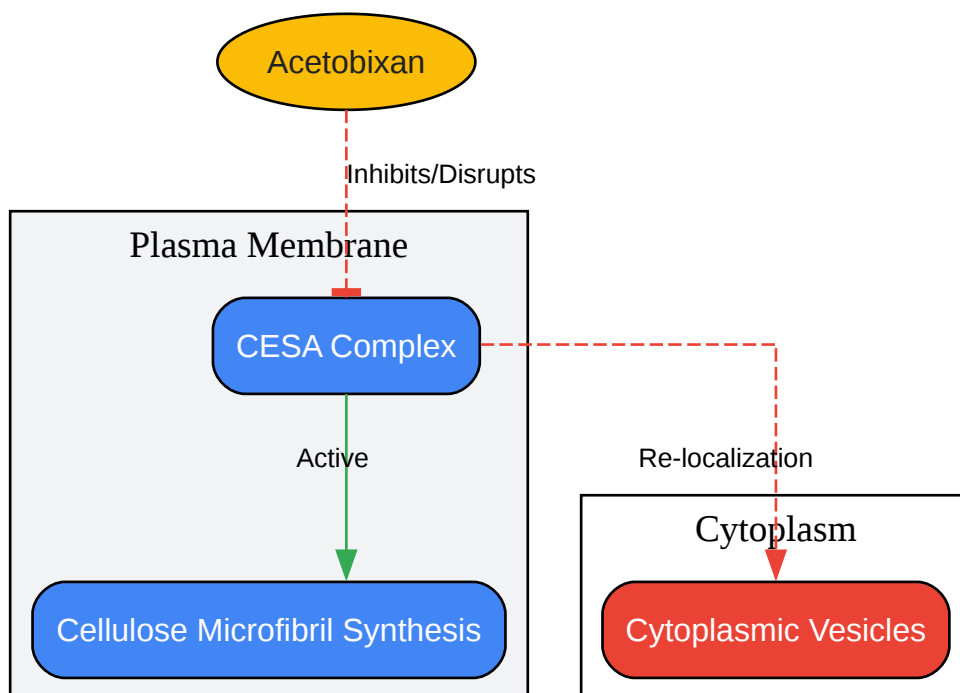 Acetobixan
Inhibits/Disrupts
Plasma Membrane
CESA Complex
Active
Re-localization
Cytoplasm
Cellulose Microfibril Synthesis
Cytoplasmic Vesicles